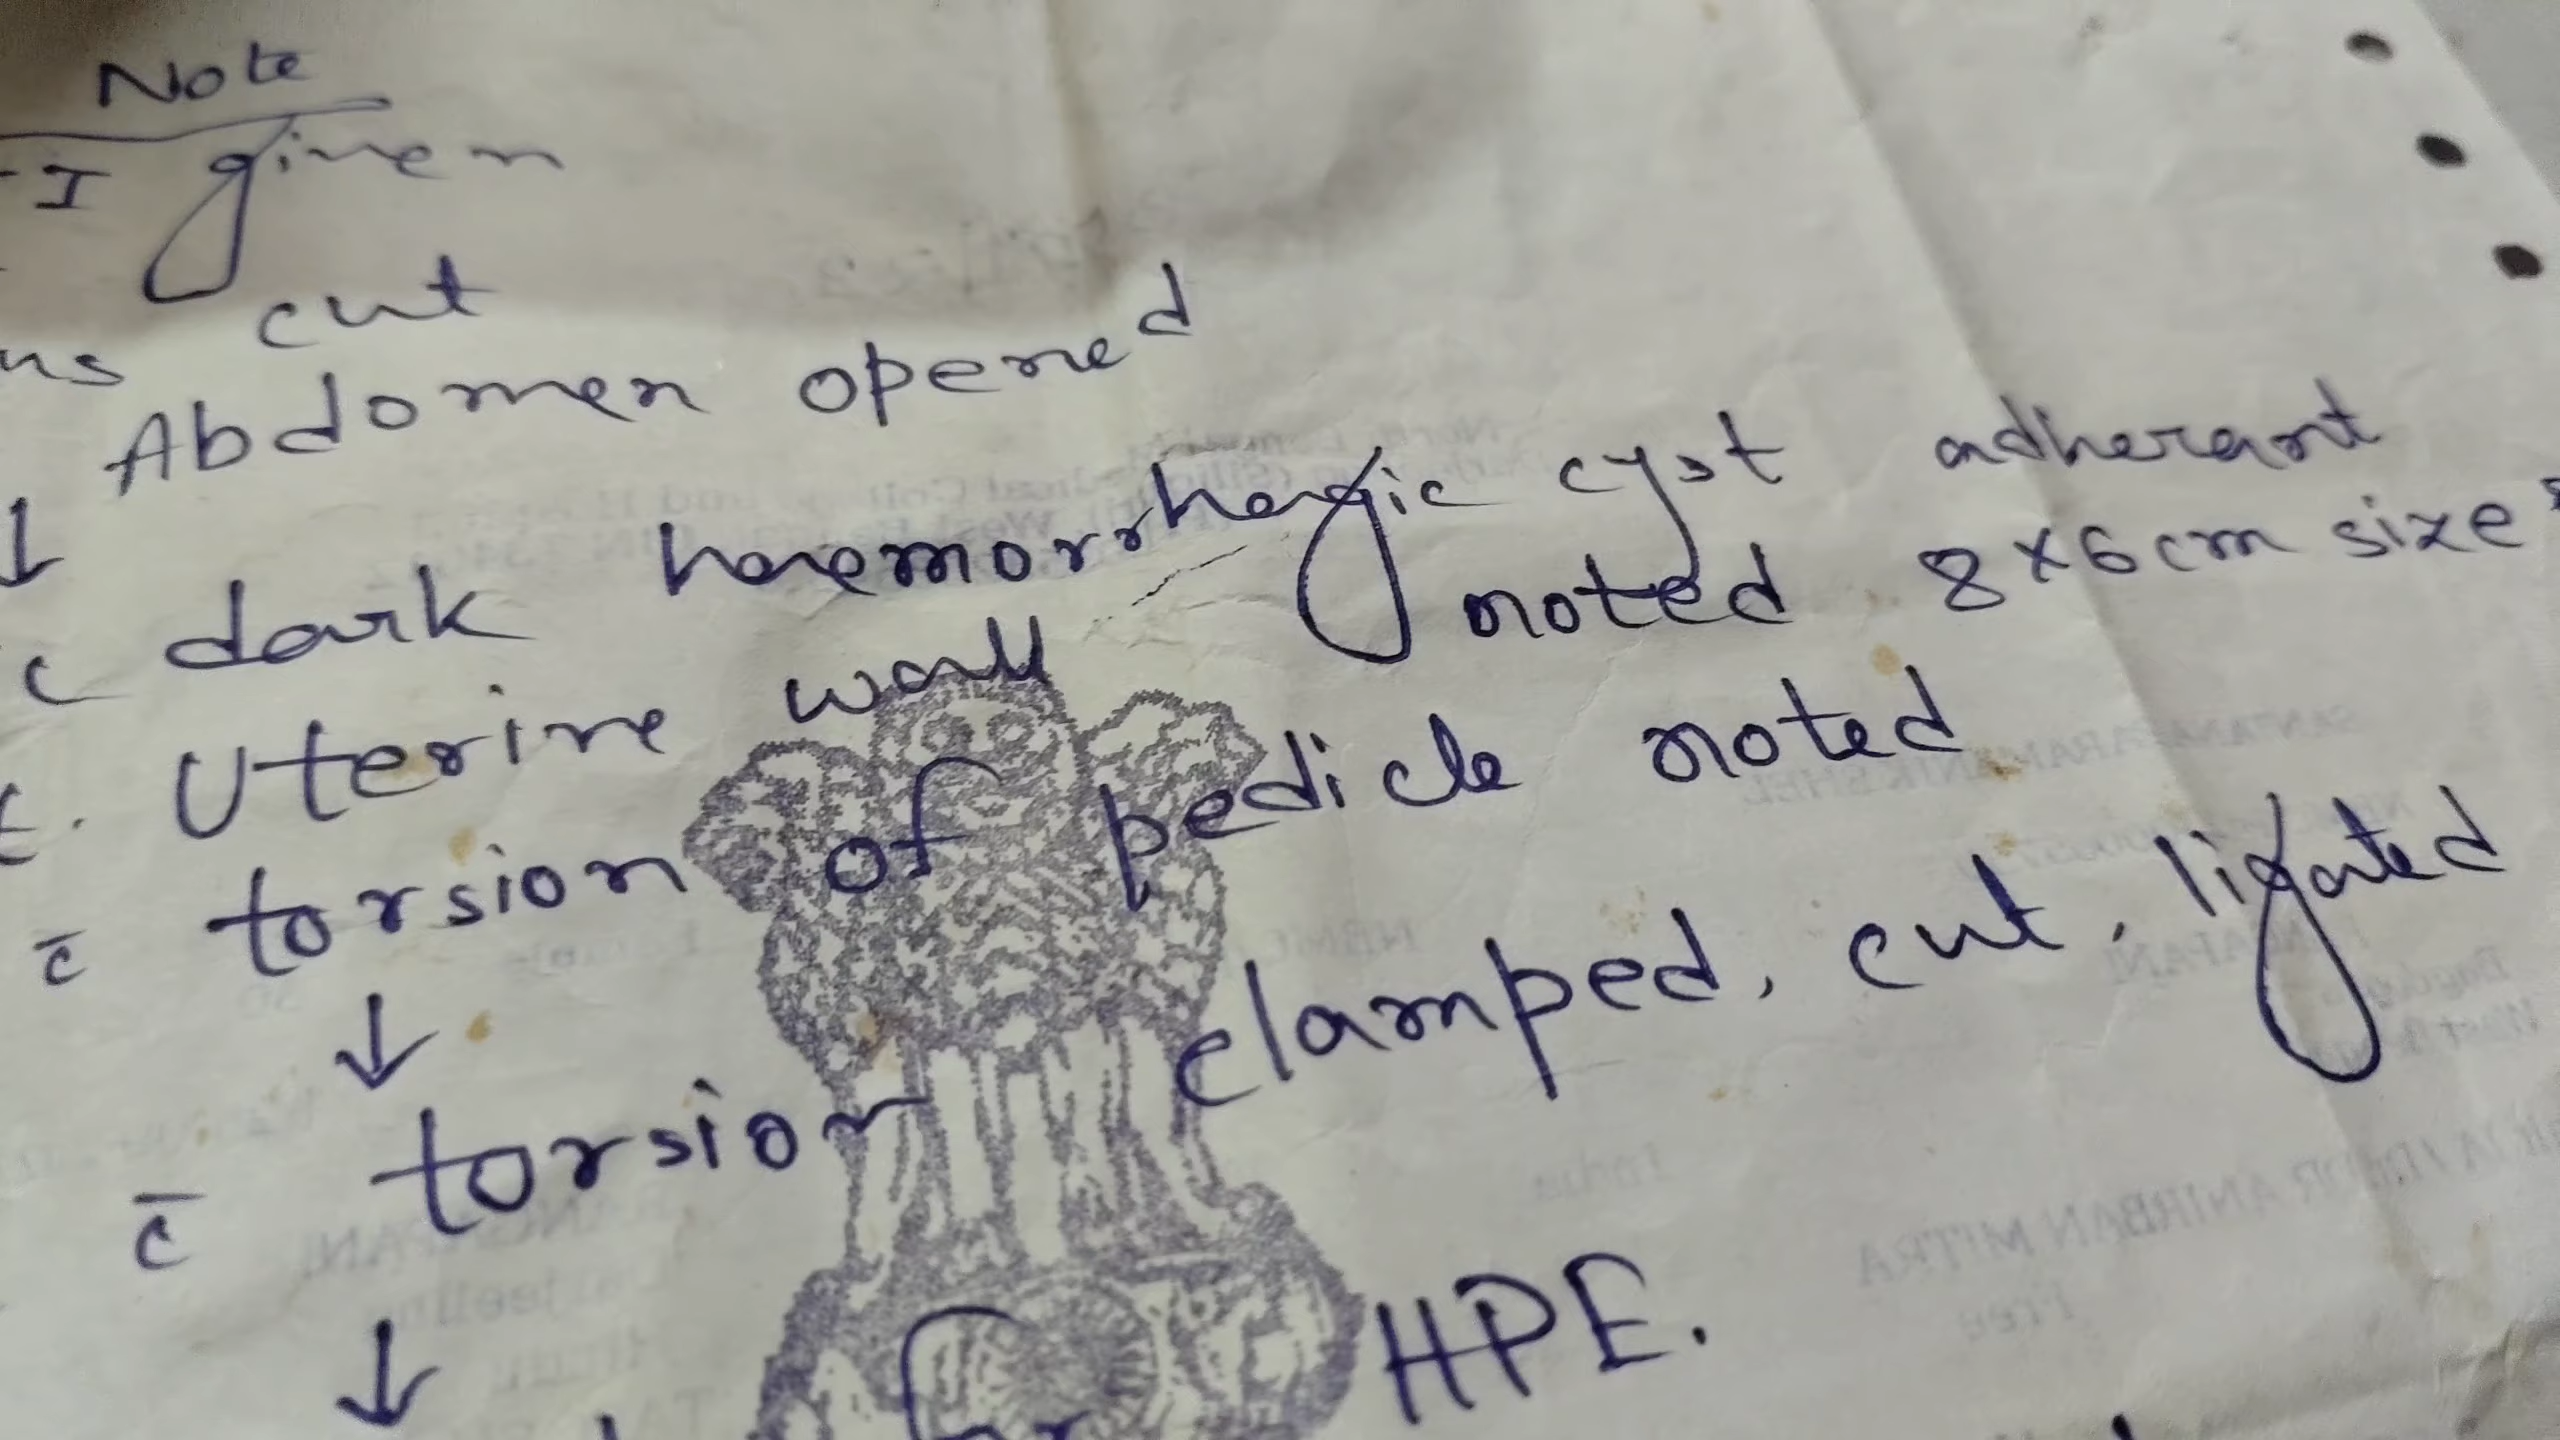 Note
I given
cut
Abdomen opened
↓
c dark haemorrhagic cyst adherant
Uterine wall noted 8x6cm size
c̄ torsion of pedicle noted
↓
c̄ torsion clamped, cut, ligated
↓
for HPE.